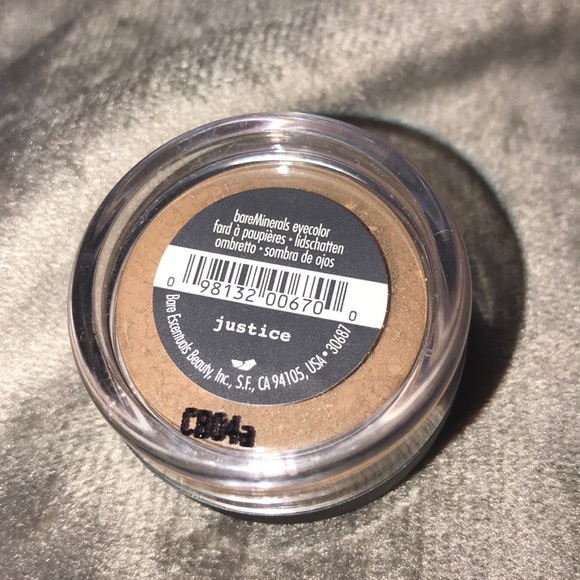 bareMinerals eyecolor
fard à paupières • lidschatten
ombretto • sombra de ojos
0 98132 00670 0
justice
Bare Escentuals Beauty, Inc., S.F., CA 94105, USA • 30687
CB04a